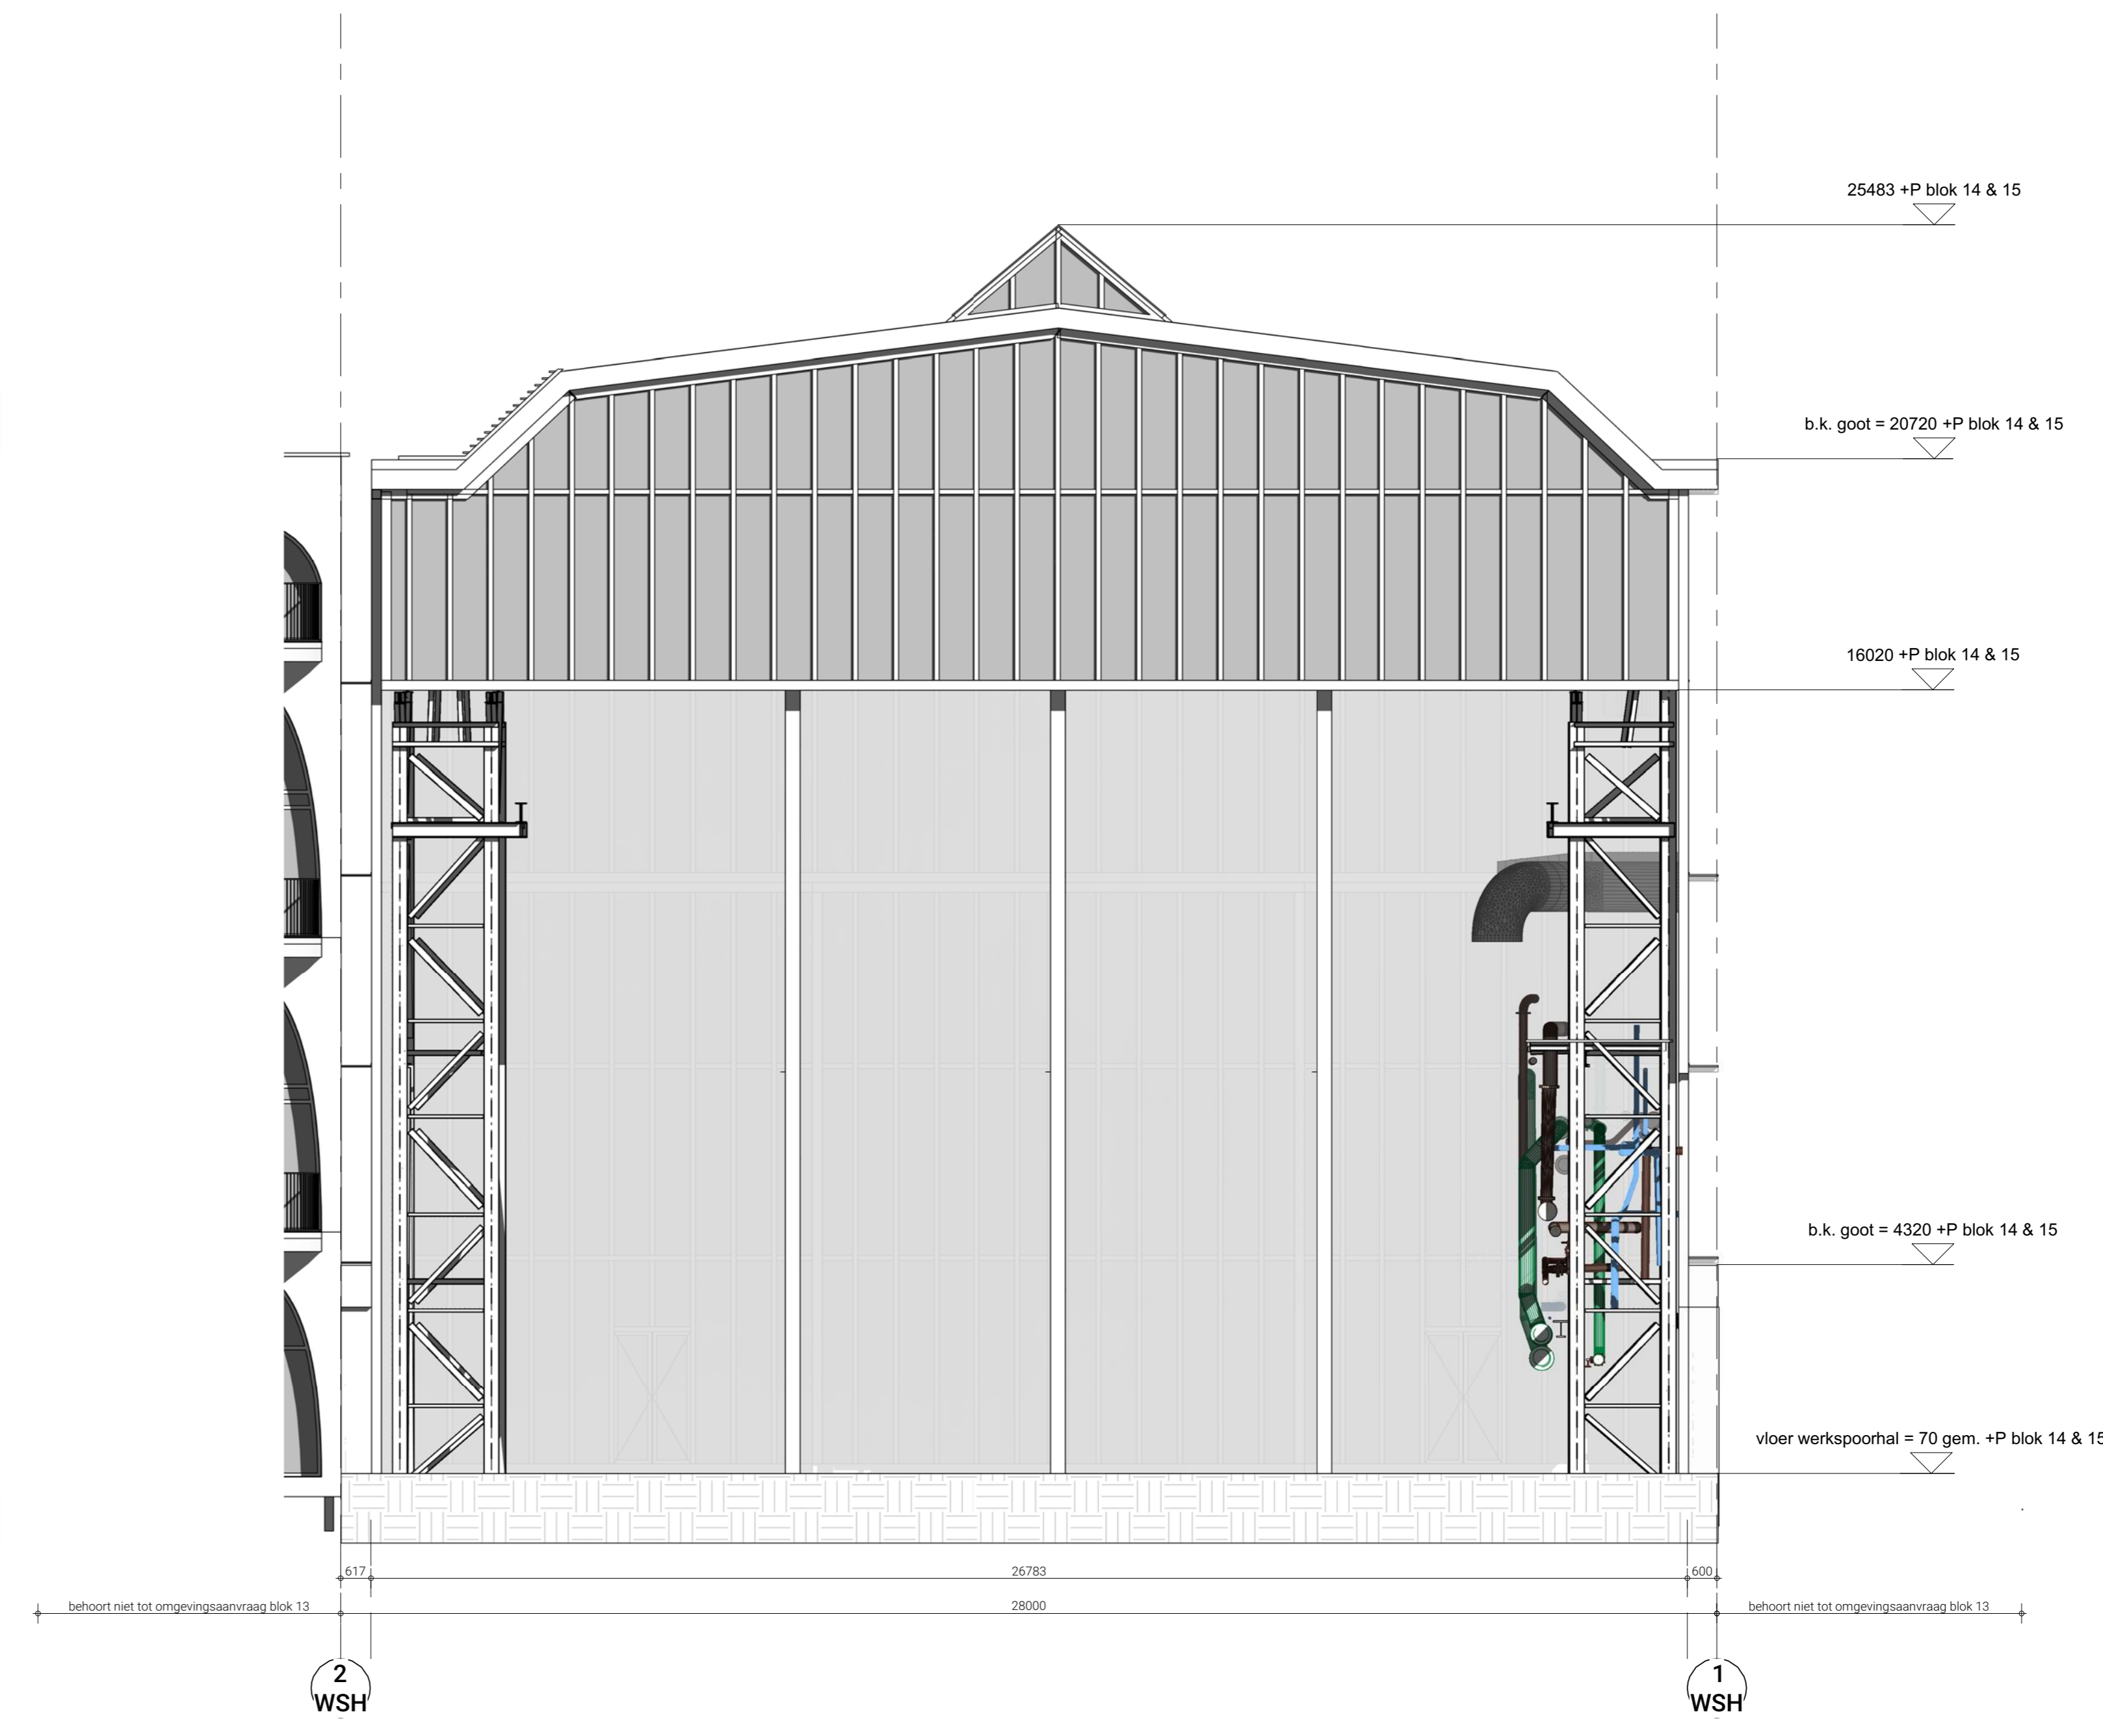 25483 +P blok 14 & 15
b.k. goot = 20720 +P blok 14 & 15
16020 +P blok 14 & 15
b.k. goot = 4320 +P blok 14 & 15
vloer werkspoorhal = 70 gem. +P blok 14 & 15
617
26783
600
behoort niet tot omgevingsaanvraag blok 13
28000
behoort niet tot omgevingsaanvraag blok 13
2
WSH
1
WSH